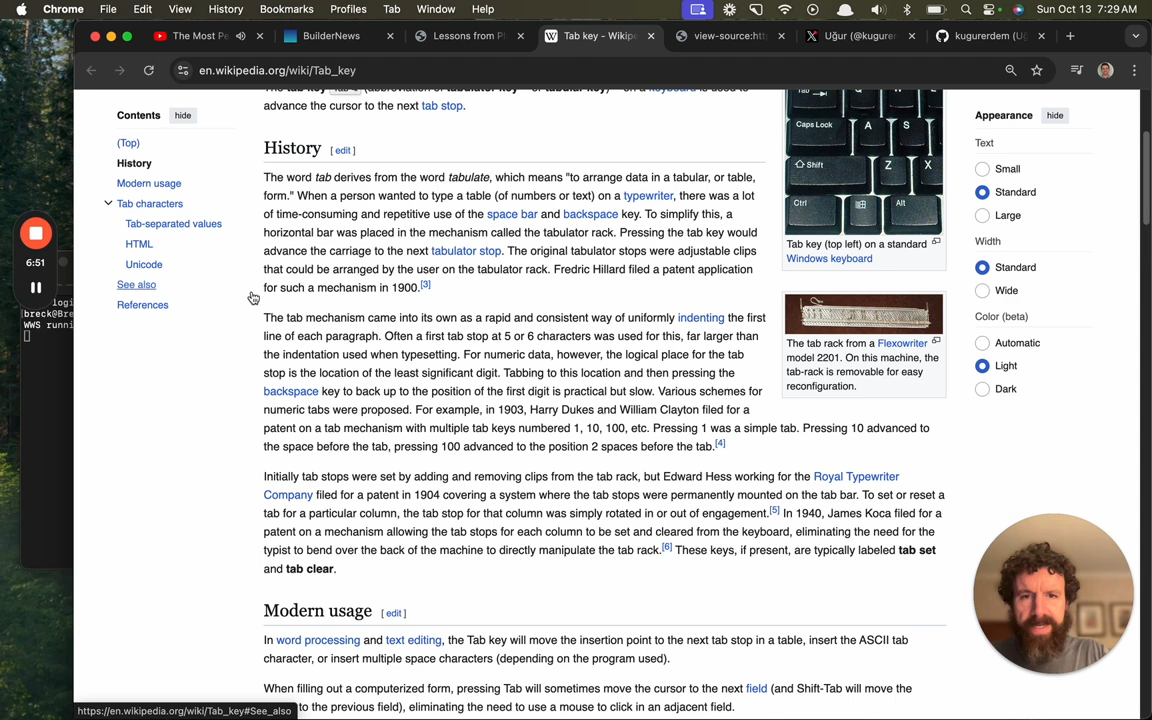 Chrome File Edit View History Bookmarks Profiles Tab Window Help Sun Oct 13 7:29 AM
The Most Pe BuilderNews Lessons from Pl Tab key - Wikipe view-source:htt Uğur (@kugurer kugurerdem (Uğ
en.wikipedia.org/wiki/Tab_key
Contents hide
(Top)
History
Modern usage
Tab characters
Tab-separated values
HTML
Unicode
See also
References
6:51
logi
breck@Bre
WWS runni
The tab key Tab (abbreviation of tabulator key or tabular key) on a keyboard is used to
advance the cursor to the next tab stop.
History [ edit ]
The word tab derives from the word tabulate, which means "to arrange data in a tabular, or table,
form." When a person wanted to type a table (of numbers or text) on a typewriter, there was a lot
of time-consuming and repetitive use of the space bar and backspace key. To simplify this, a
horizontal bar was placed in the mechanism called the tabulator rack. Pressing the tab key would
advance the carriage to the next tabulator stop. The original tabulator stops were adjustable clips
that could be arranged by the user on the tabulator rack. Fredric Hillard filed a patent application
for such a mechanism in 1900.[3]
The tab mechanism came into its own as a rapid and consistent way of uniformly indenting the first
line of each paragraph. Often a first tab stop at 5 or 6 characters was used for this, far larger than
the indentation used when typesetting. For numeric data, however, the logical place for the tab
stop is the location of the least significant digit. Tabbing to this location and then pressing the
backspace key to back up to the position of the first digit is practical but slow. Various schemes for
numeric tabs were proposed. For example, in 1903, Harry Dukes and William Clayton filed for a
patent on a tab mechanism with multiple tab keys numbered 1, 10, 100, etc. Pressing 1 was a simple tab. Pressing 10 advanced to
the space before the tab, pressing 100 advanced to the position 2 spaces before the tab.[4]
Initially tab stops were set by adding and removing clips from the tab rack, but Edward Hess working for the Royal Typewriter
Company filed for a patent in 1904 covering a system where the tab stops were permanently mounted on the tab bar. To set or reset a
tab for a particular column, the tab stop for that column was simply rotated in or out of engagement.[5] In 1940, James Koca filed for a
patent on a mechanism allowing the tab stops for each column to be set and cleared from the keyboard, eliminating the need for the
typist to bend over the back of the machine to directly manipulate the tab rack.[6] These keys, if present, are typically labeled tab set
and tab clear.
Modern usage [ edit ]
In word processing and text editing, the Tab key will move the insertion point to the next tab stop in a table, insert the ASCII tab
character, or insert multiple space characters (depending on the program used).
When filling out a computerized form, pressing Tab will sometimes move the cursor to the next field (and Shift-Tab will move the
to the previous field), eliminating the need to use a mouse to click in an adjacent field.
https://en.wikipedia.org/wiki/Tab_key#See_also
Tab
Caps Lock A S
Shift Z X
Ctrl Alt
Tab key (top left) on a standard
Windows keyboard
The tab rack from a Flexowriter
model 2201. On this machine, the
tab-rack is removable for easy
reconfiguration.
Appearance hide
Text
Small
Standard
Large
Width
Standard
Wide
Color (beta)
Automatic
Light
Dark